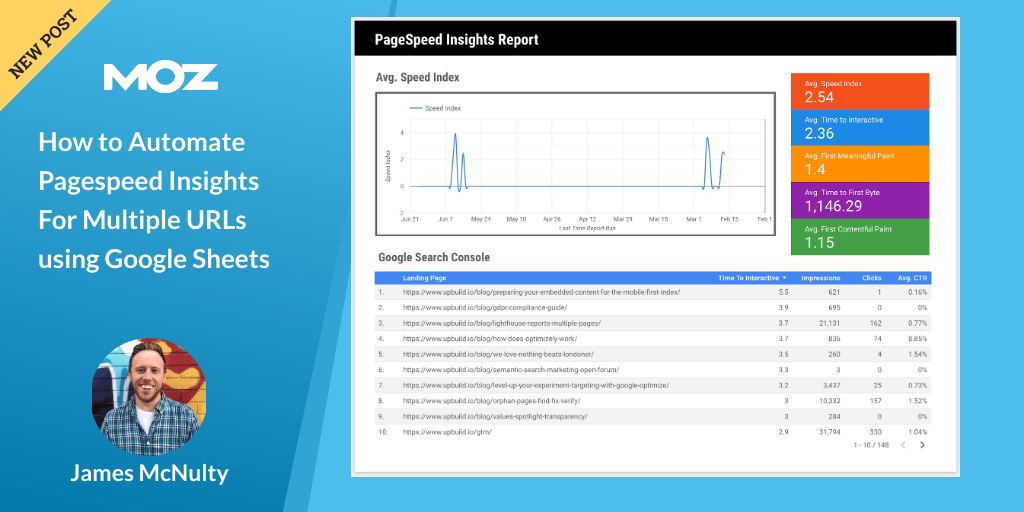 NEW POST
MOZ
How to Automate
Pagespeed Insights
For Multiple URLs
using Google Sheets
James McNulty
PageSpeed Insights Report
Avg. Speed Index
Speed Index
Speed Index
4
2
0
2
Jun 21 Jun 7 May 24 May 10 Apr 26 Apr 12 Mar 29 Mar 15 Mar 1 Feb 15 Feb 1
Last Time Report Ran
Avg. Speed Index
2.54
Avg. Time to Interactive
2.36
Avg. First Meaningful Paint
1.4
Avg. Time to First Byte
1,146.29
Avg. First Contentful Paint
1.15
Google Search Console
Landing Page Time To Interactive Impressions Clicks Avg. CTR
1. https://www.upbuild.io/blog/preparing-your-embedded-content-for-the-mobile-first-index/ 5.5 621 1 0.16%
2. https://www.upbuild.io/blog/gdpr-compliance-guide/ 3.9 695 0 0%
3. https://www.upbuild.io/blog/lighthouse-reports-multiple-pages/ 3.7 21,131 162 0.77%
4. https://www.upbuild.io/blog/how-does-optimizely-work/ 3.7 836 74 8.85%
5. https://www.upbuild.io/blog/we-love-nothing-beats-londoner/ 3.5 260 4 1.54%
6. https://www.upbuild.io/blog/semantic-search-marketing-open-forum/ 3.3 3 0 0%
7. https://www.upbuild.io/blog/level-up-your-experiment-targeting-with-google-optimize/ 3.2 3,437 25 0.73%
8. https://www.upbuild.io/blog/orphan-pages-find-fix-verify/ 3 10,332 157 1.52%
9. https://www.upbuild.io/blog/values-spotlight-transparency/ 3 284 0 0%
10. https://www.upbuild.io/gtm/ 2.9 31,794 330 1.04%
1 - 10 / 148